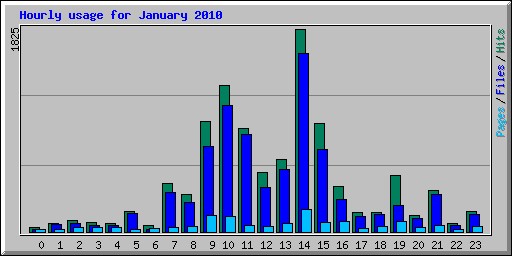 Hourly usage for January 2010
1825
Pages/Files/Hits
0 1 2 3 4 5 6 7 8 9 10 11 12 13 14 15 16 17 18 19 20 21 22 23